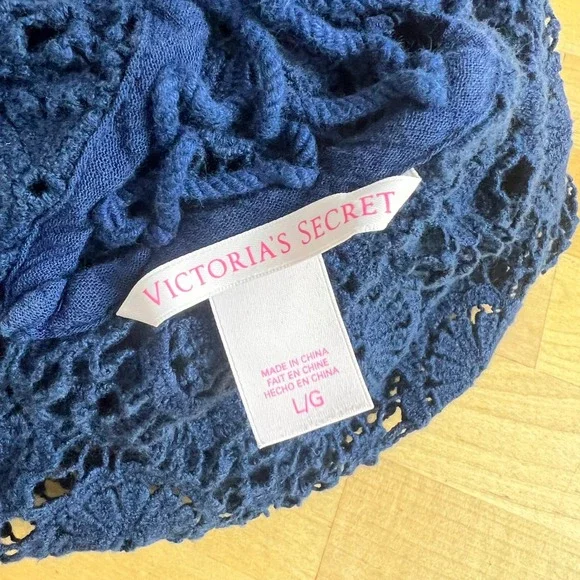 VICTORIA'S SECRET
MADE IN CHINA
FAIT EN CHINE
HECHO EN CHINA
L/G